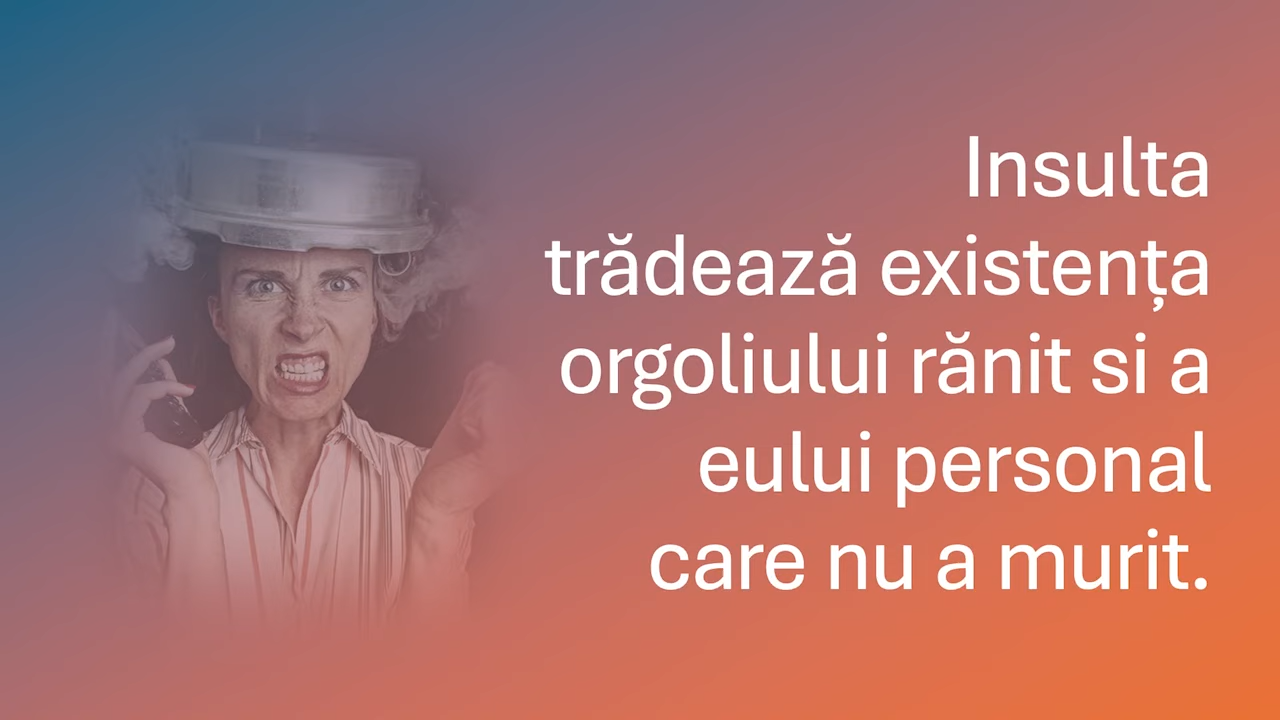 Insulta
trădează existența
orgoliului rănit si a
eului personal
care nu a murit.